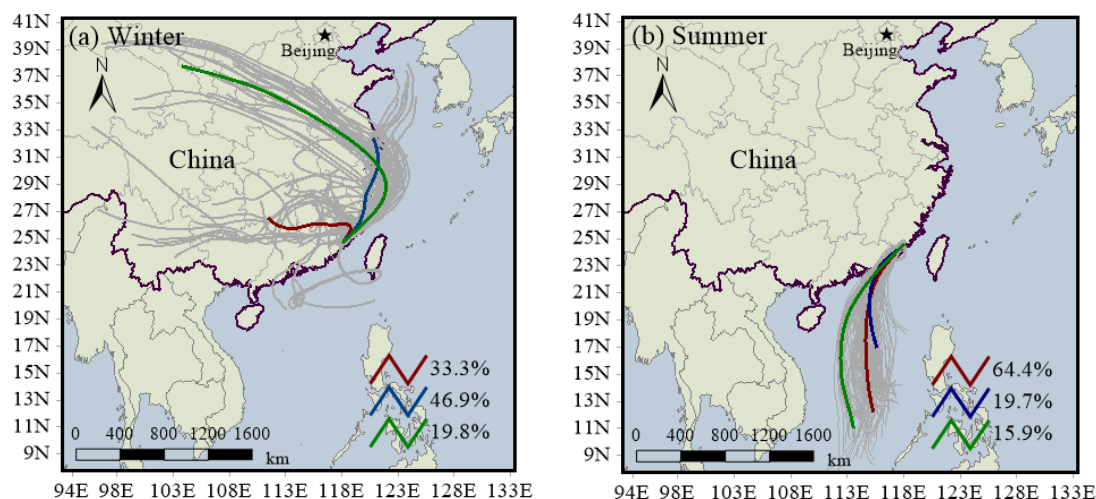 (a) Winter
41N
39N
37N
35N
33N
31N
29N
27N
25N
23N
21N
19N
17N
15N
13N
11N
9N
N
Beijing
China
33.3%
46.9%
19.8%
0 400 800 1200 1600
km
94E 98E 103E 108E 113E 118E 123E 128E 133E
(b) Summer
41N
39N
37N
35N
33N
31N
29N
27N
25N
23N
21N
19N
17N
15N
13N
11N
9N
N
Beijing
China
64.4%
19.7%
15.9%
0 400 800 1200 1600
km
94E 98E 103E 108E 113E 118E 123E 128E 133E